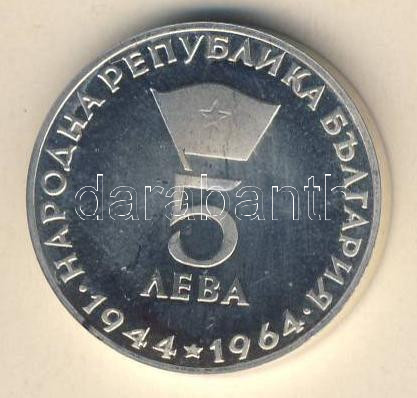 НАРОДНА РЕПУБЛИКА БЪЛГАРИЯ
5
ЛЕВА
·1944★1964·
darabanth